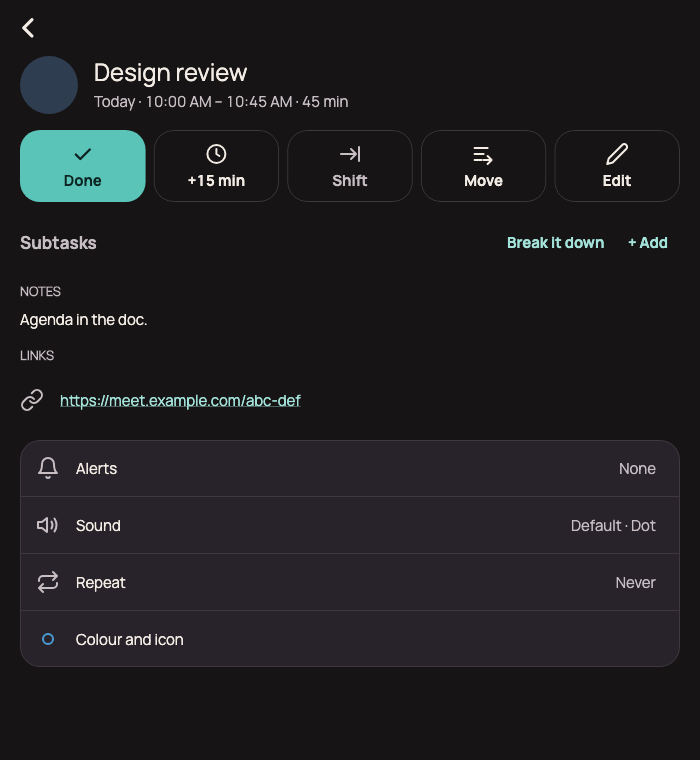 Design review
Today · 10:00 AM – 10:45 AM · 45 min
Done
+15 min
Shift
Move
Edit
Subtasks
Break it down
+ Add
NOTES
Agenda in the doc.
LINKS
https://meet.example.com/abc-def
Alerts
None
Sound
Default · Dot
Repeat
Never
Colour and icon